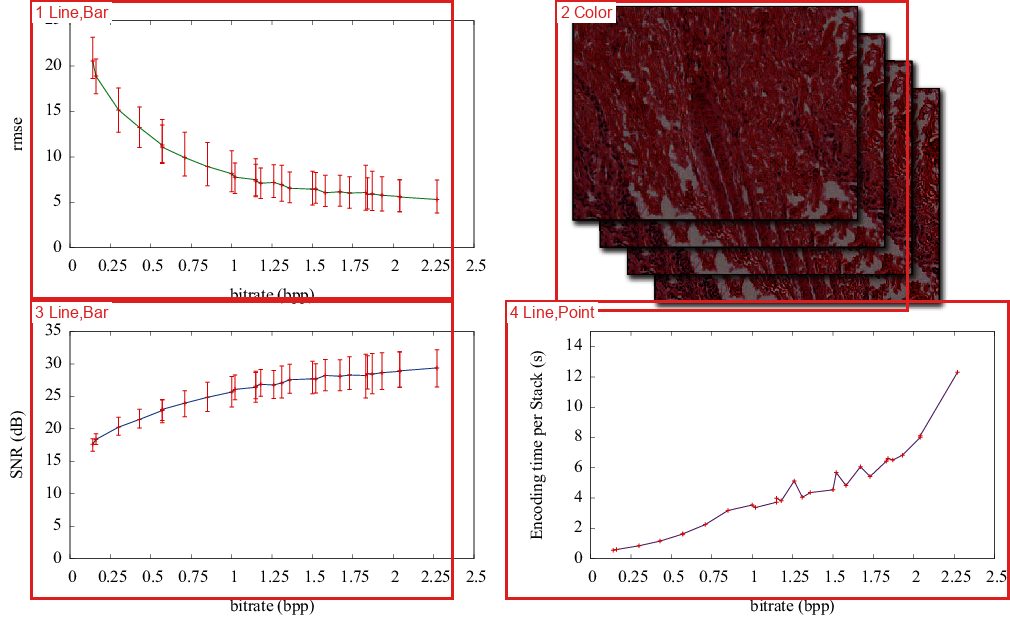 1 Line,Bar
25
20
15
10
5
0
rmse
0 0.25 0.5 0.75 1 1.25 1.5 1.75 2 2.25 2.5
bitrate (bpp)
2 Color
3 Line,Bar
35
30
25
20
15
10
5
0
SNR (dB)
0 0.25 0.5 0.75 1 1.25 1.5 1.75 2 2.25 2.5
bitrate (bpp)
4 Line,Point
14
12
10
8
6
4
2
0
Encoding time per Stack (s)
0 0.25 0.5 0.75 1 1.25 1.5 1.75 2 2.25 2.5
bitrate (bpp)